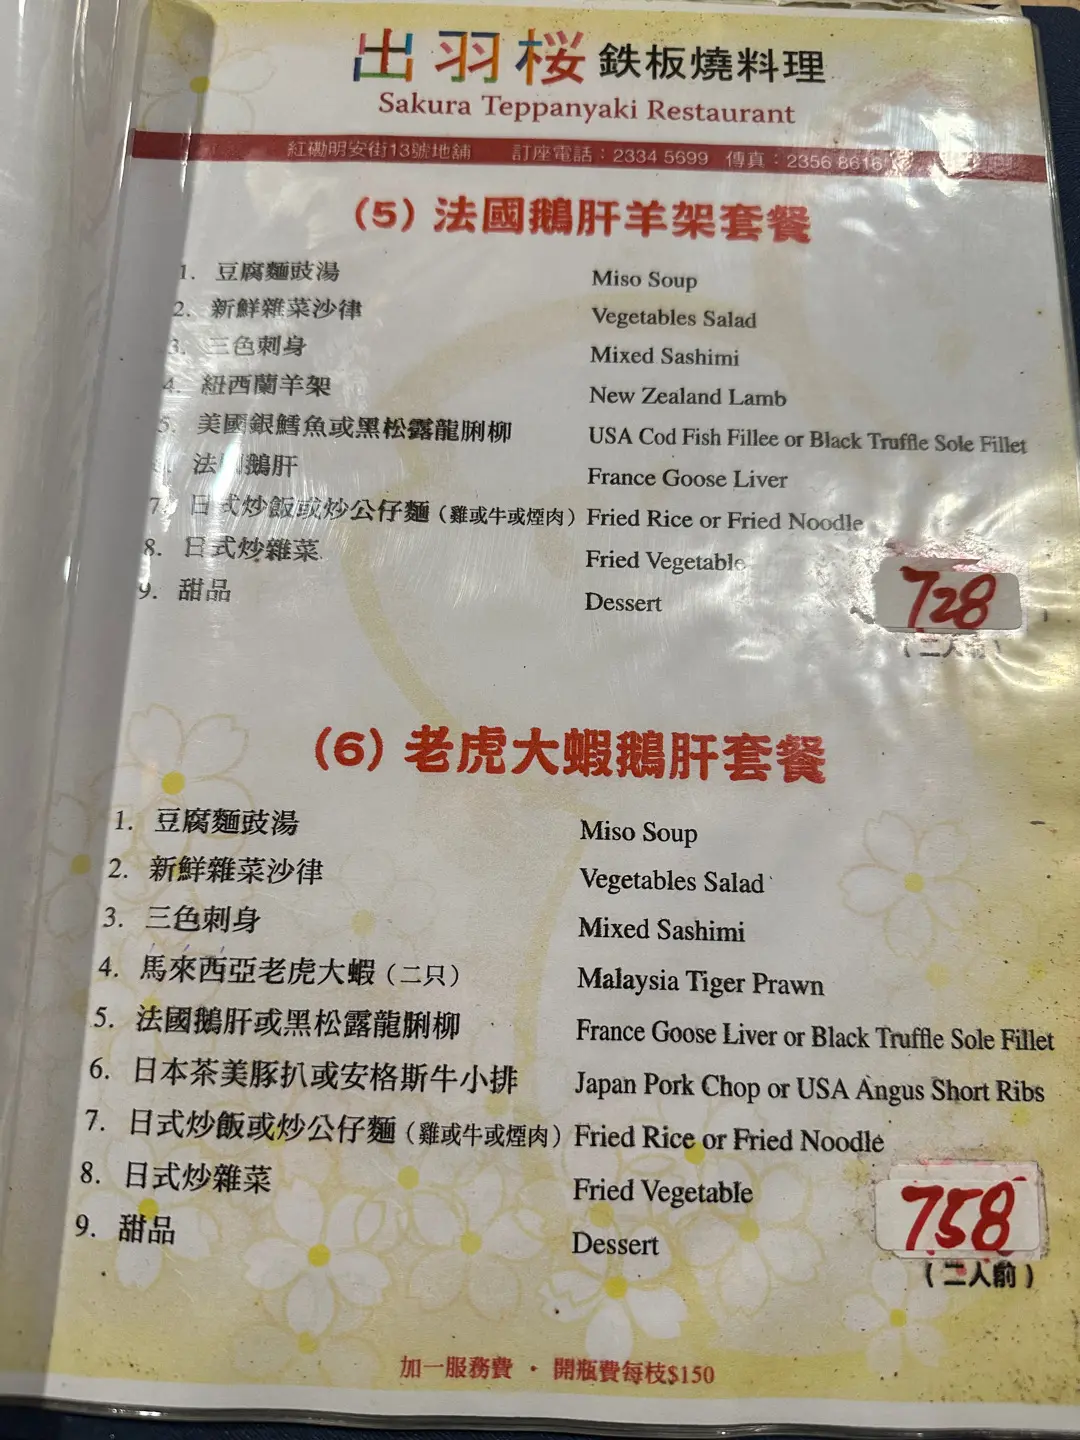 出羽桜 鉄板燒料理
Sakura Teppanyaki Restaurant
紅磡明安街13號地舖 訂座電話：2334 5699 傳真：2356 8616
(5) 法國鵝肝羊架套餐
1. 豆腐麵豉湯 Miso Soup
2. 新鮮雜菜沙律 Vegetables Salad
3. 三色刺身 Mixed Sashimi
4. 紐西蘭羊架 New Zealand Lamb
5. 美國銀鱈魚或黑松露龍脷柳 USA Cod Fish Fillee or Black Truffle Sole Fillet
6. 法國鵝肝 France Goose Liver
7. 日式炒飯或炒公仔麵（雞或牛或煙肉） Fried Rice or Fried Noodle
8. 日式炒雜菜 Fried Vegetable
9. 甜品 Dessert
728
（二人前）
(6) 老虎大蝦鵝肝套餐
1. 豆腐麵豉湯 Miso Soup
2. 新鮮雜菜沙律 Vegetables Salad
3. 三色刺身 Mixed Sashimi
4. 馬來西亞老虎大蝦（二只） Malaysia Tiger Prawn
5. 法國鵝肝或黑松露龍脷柳 France Goose Liver or Black Truffle Sole Fillet
6. 日本茶美豚扒或安格斯牛小排 Japan Pork Chop or USA Angus Short Ribs
7. 日式炒飯或炒公仔麵（雞或牛或煙肉） Fried Rice or Fried Noodle
8. 日式炒雜菜 Fried Vegetable
9. 甜品 Dessert
758
（二人前）
加一服務費 · 開瓶費每枝$150